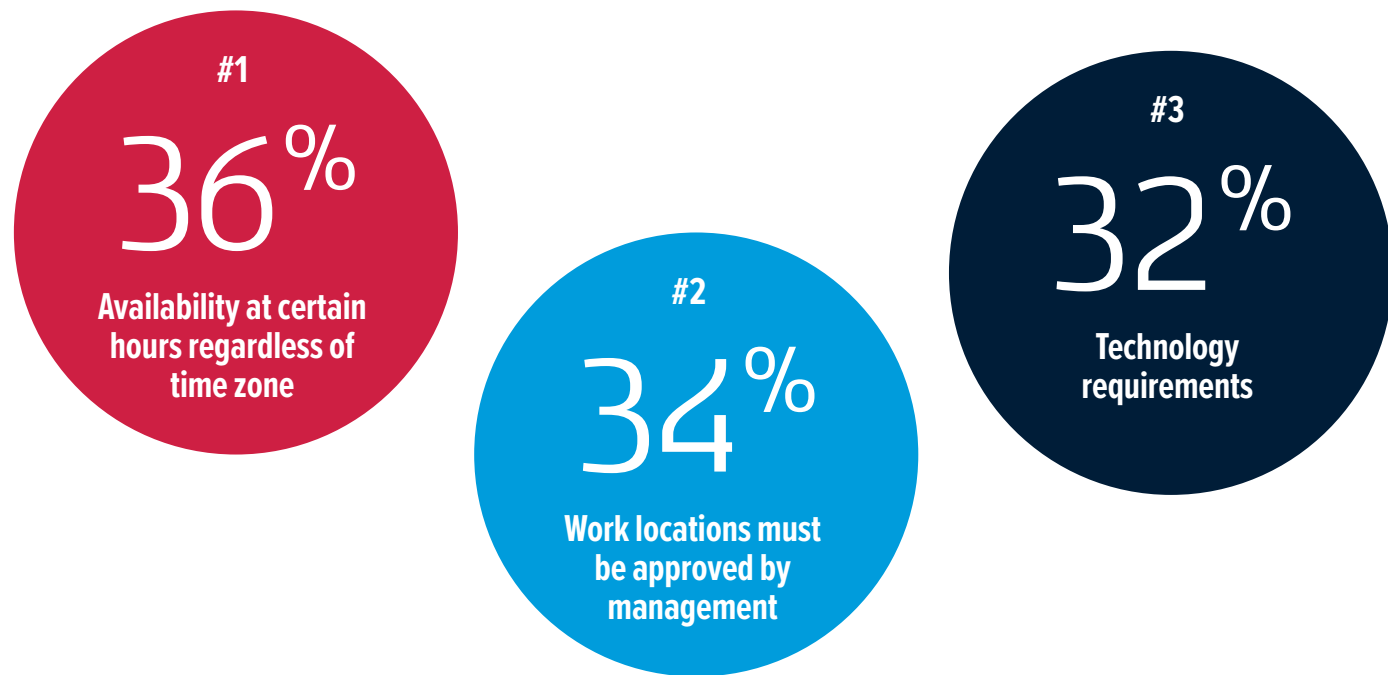 #1
36%
Availability at certain
hours regardless of
time zone
#2
34%
Work locations must
be approved by
management
#3
32%
Technology
requirements